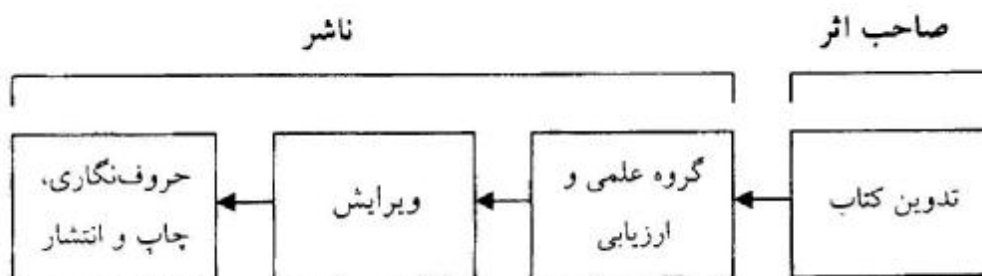 صاحب اثر
ناشر
تدوین کتاب
گروه علمی و
ارزیابی
ویرایش
حروف‌نگاری،
چاپ و انتشار